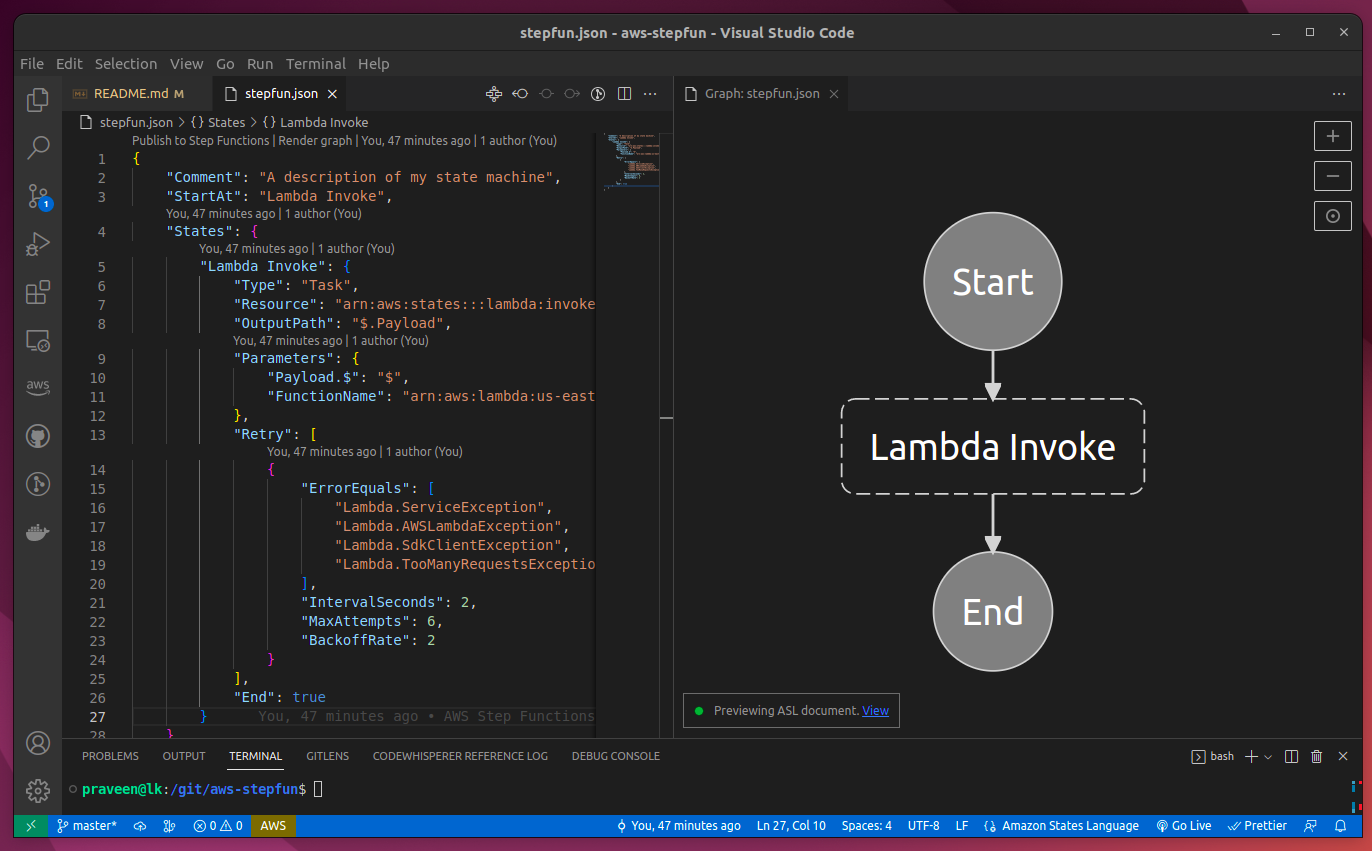 stepfun.json - aws-stepfun - Visual Studio Code
File Edit Selection View Go Run Terminal Help
README.md M
stepfun.json
Graph: stepfun.json
stepfun.json > {} States > {} Lambda Invoke
Publish to Step Functions | Render graph | You, 47 minutes ago | 1 author (You)
1 {
2 "Comment": "A description of my state machine",
3 "StartAt": "Lambda Invoke",
You, 47 minutes ago | 1 author (You)
4 "States": {
You, 47 minutes ago | 1 author (You)
5 "Lambda Invoke": {
6 "Type": "Task",
7 "Resource": "arn:aws:states:::lambda:invoke
8 "OutputPath": "$.Payload",
You, 47 minutes ago | 1 author (You)
9 "Parameters": {
10 "Payload.$": "$",
11 "FunctionName": "arn:aws:lambda:us-east
12 },
13 "Retry": [
You, 47 minutes ago | 1 author (You)
14 {
15 "ErrorEquals": [
16 "Lambda.ServiceException",
17 "Lambda.AWSLambdaException",
18 "Lambda.SdkClientException",
19 "Lambda.TooManyRequestsExceptio
20 ],
21 "IntervalSeconds": 2,
22 "MaxAttempts": 6,
23 "BackoffRate": 2
24 }
25 ],
26 "End": true
27 } You, 47 minutes ago • AWS Step Functions
28 }
Start
Lambda Invoke
End
Previewing ASL document. View
1
aws
PROBLEMS OUTPUT TERMINAL GITLENS CODEWHISPERER REFERENCE LOG DEBUG CONSOLE
bash
praveen@lk:/git/aws-stepfun$
master* 0 0 AWS You, 47 minutes ago Ln 27, Col 10 Spaces: 4 UTF-8 LF {} Amazon States Language Go Live Prettier